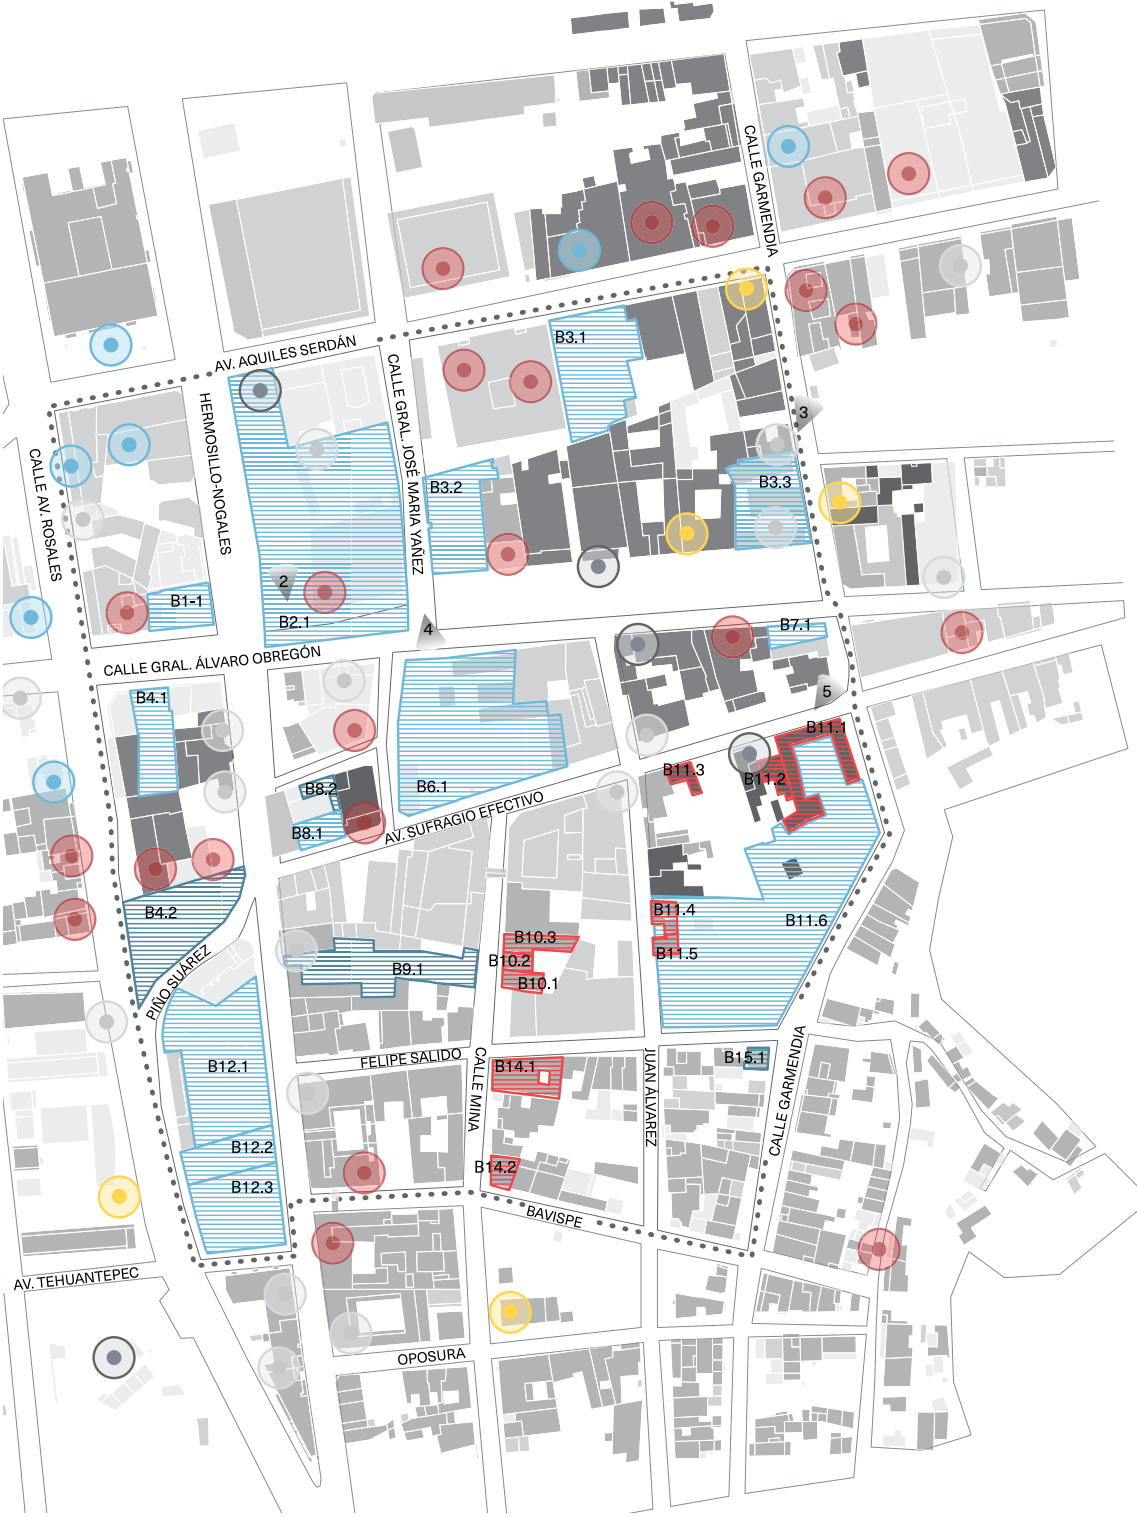 CALLE GARMENDIA
AV. AQUILES SERDÁN
B3.1
CALLE GRAL. JOSÉ MARIA YAÑEZ
HERMOSILLO-NOGALES
CALLE AV. ROSALES
3
B3.2
B3.3
2
B1-1
B2.1
4
B7.1
CALLE GRAL. ÁLVARO OBREGÓN
B4.1
5
B11.1
B11.3
B11.2
B8.2
B6.1
B8.1
AV. SUFRAGIO EFECTIVO
B4.2
B11.4
B11.6
B10.3
B11.5
B10.2
B9.1
B10.1
PIÑO SUAREZ
FELIPE SALIDO
CALLE MINA
JUAN ÁLVAREZ
CALLE GARMENDIA
B15.1
B12.1
B14.1
B12.2
B14.2
B12.3
BAVISPE
AV. TEHUANTEPEC
OPOSURA